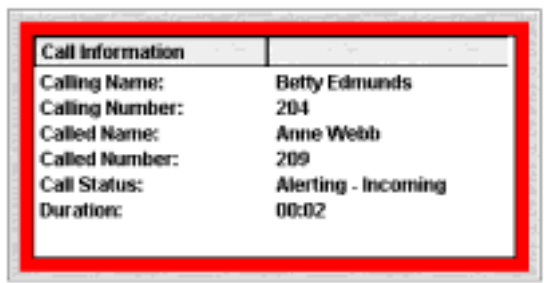 Call Information
Calling Name: Betty Edmunds
Calling Number: 204
Called Name: Anne Webb
Called Number: 209
Call Status: Alerting - Incoming
Duration: 00:02